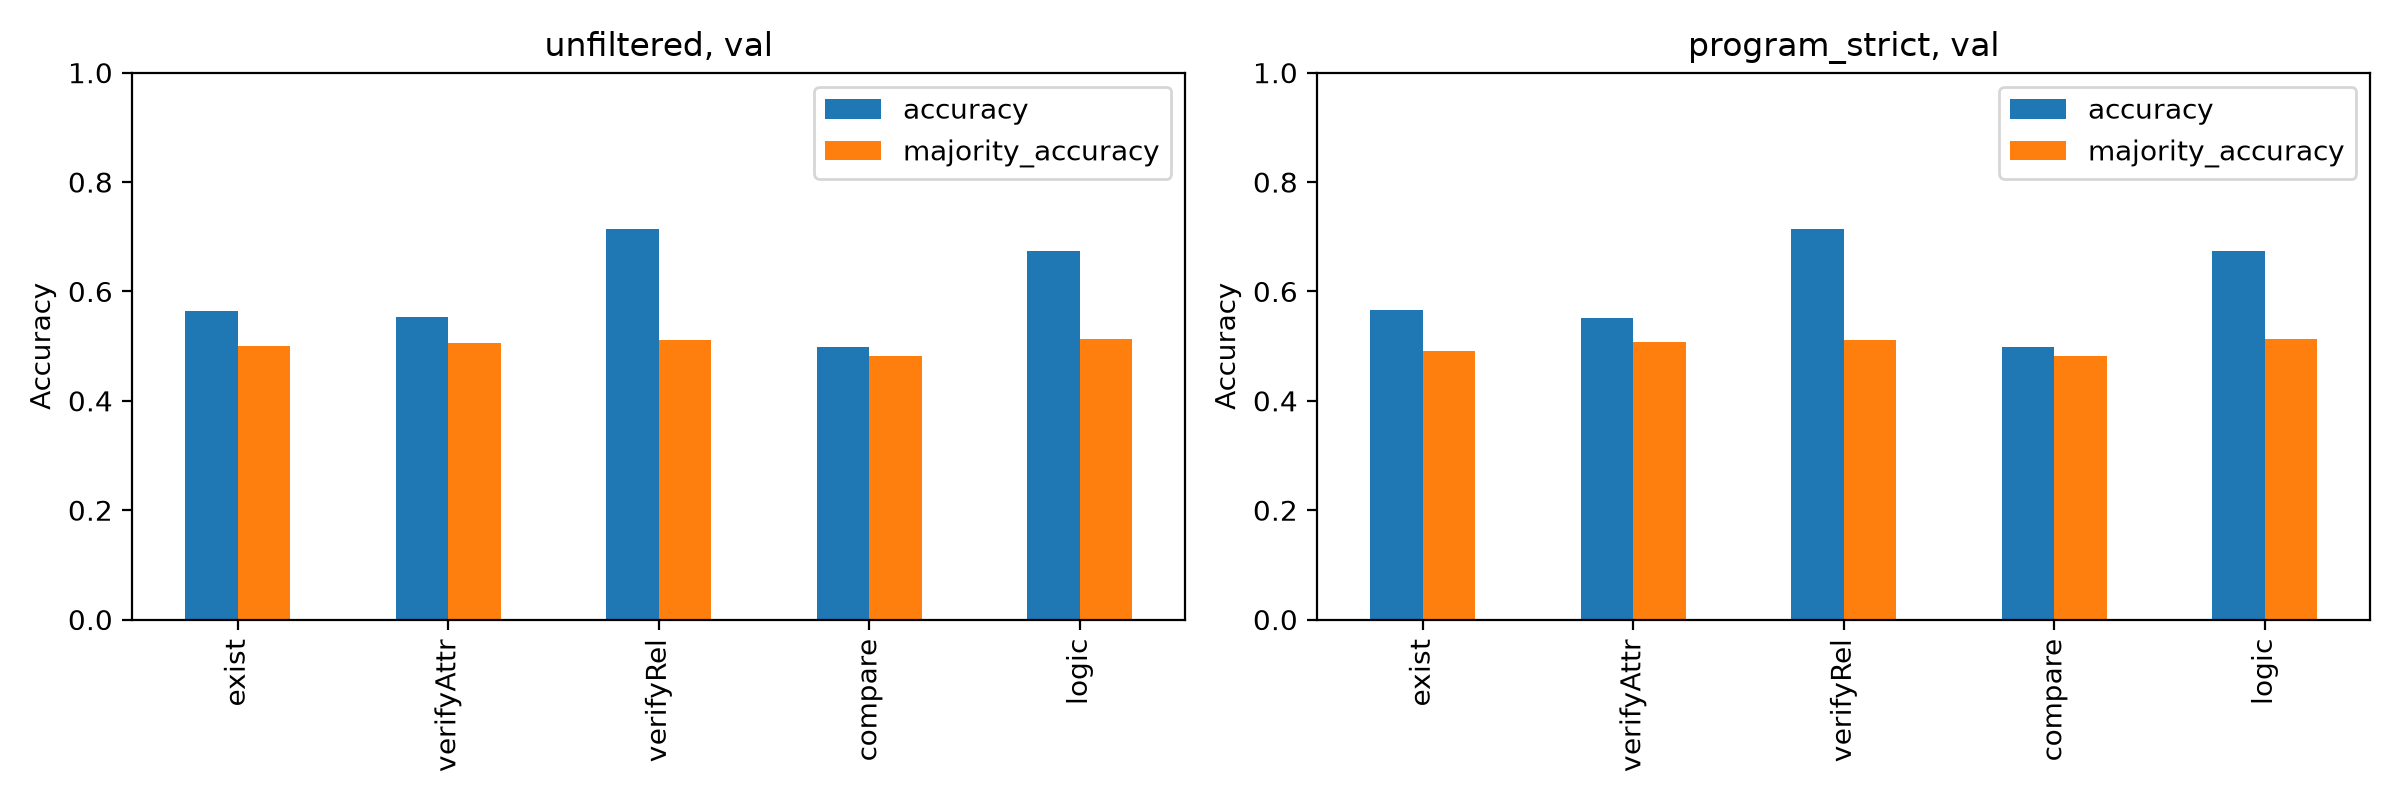 unfiltered, val
1.0
0.8
0.6
0.4
0.2
0.0
Accuracy
accuracy
majority_accuracy
exist
verifyAttr
verifyRel
compare
logic
program_strict, val
1.0
0.8
0.6
0.4
0.2
0.0
Accuracy
accuracy
majority_accuracy
exist
verifyAttr
verifyRel
compare
logic